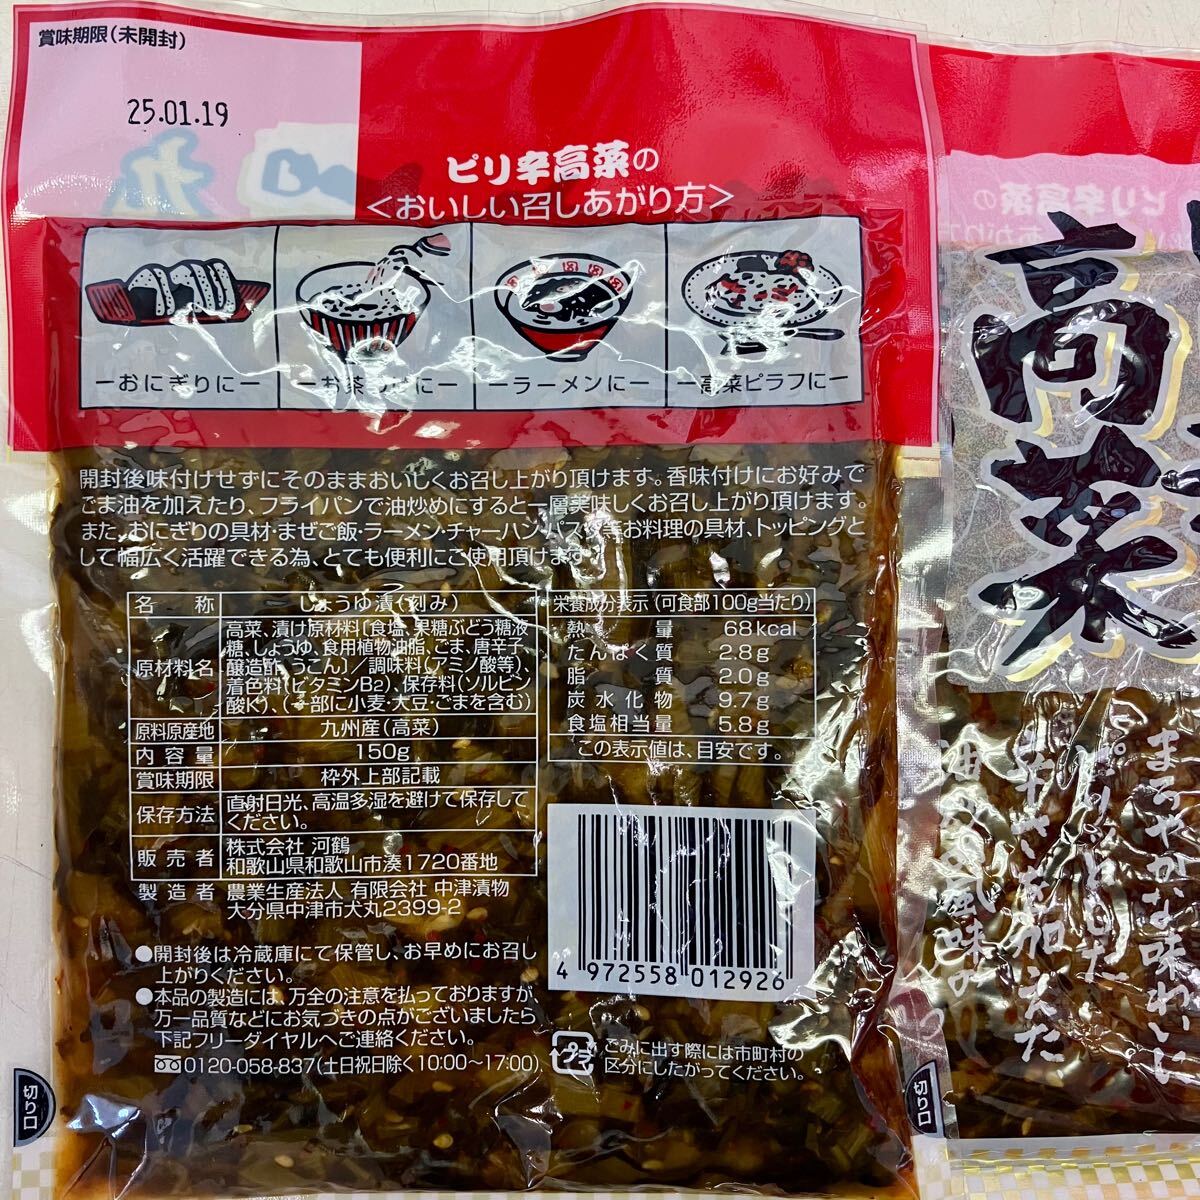 賞味期限(未開封)
25.01.19
ピリ辛高菜の
<おいしい召しあがり方>
ーおにぎりにー
ーお茶づけにー
ーラーメンにー
ー高菜ピラフにー
開封後味付けせずにそのままおいしくお召し上がり頂けます。香味付けにお好みで
ごま油を加えたり、フライパンで油炒めにすると一層美味しくお召し上がり頂けます。
また、おにぎりの具材・まぜご飯・ラーメン・チャーハン・パスタ等お料理の具材、トッピングと
して幅広く活躍できる為、とても便利にご使用頂けます。
名称 しょうゆ漬(刻み)
原材料名 高菜、漬け原材料〔食塩、果糖ぶどう糖液
糖、しょうゆ、食用植物油脂、ごま、唐辛子、
醸造酢、うこん〕/調味料(アミノ酸等)、
着色料(ビタミンB2)、保存料(ソルビン
酸K)、(一部に小麦・大豆・ごまを含む)
原料原産地 九州産(高菜)
内容量 150g
賞味期限 枠外上部記載
保存方法 直射日光、高温多湿を避けて保存して
ください。
販売者 株式会社 河鶴
和歌山県和歌山市湊1720番地
製造者 農業生産法人 有限会社 中津漬物
大分県中津市犬丸2399-2
●開封後は冷蔵庫にて保管し、お早めにお召し
上がりください。
●本品の製造には、万全の注意を払っておりますが、
万一品質などにお気づきの点がございましたら
下記フリーダイヤルへご連絡ください。
0120-058-837(土日祝日除く10:00〜17:00)
栄養成分表示(可食部100g当たり)
熱量 68kcal
たんぱく質 2.8g
脂質 2.0g
炭水化物 9.7g
食塩相当量 5.8g
この表示値は、目安です。
4 972558 012926
プラ
ごみに出す際には市町村の
区分にしたがってください。
切り口
切り口
高菜
まろやかな味わいに
辛さを加えた